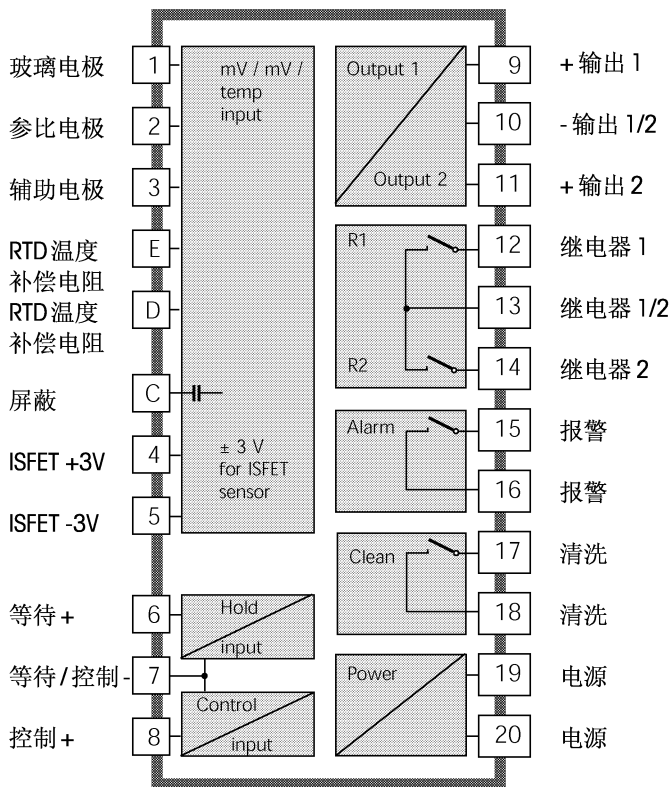 玻璃电极
1
mV / mV /
temp
input
参比电极
2
辅助电极
3
RTD 温度
补偿电阻
E
RTD 温度
补偿电阻
D
屏蔽
C
ISFET +3V
4
± 3 V
for ISFET
sensor
ISFET -3V
5
等待 +
6
Hold
input
等待 / 控制 -
7
控制 +
8
Control
input
Output 1
Output 2
9
+ 输出 1
10
- 输出 1/2
11
+ 输出 2
R1
R2
12
继电器 1
13
继电器 1/2
14
继电器 2
Alarm
15
报警
16
报警
Clean
17
清洗
18
清洗
Power
19
电源
20
电源